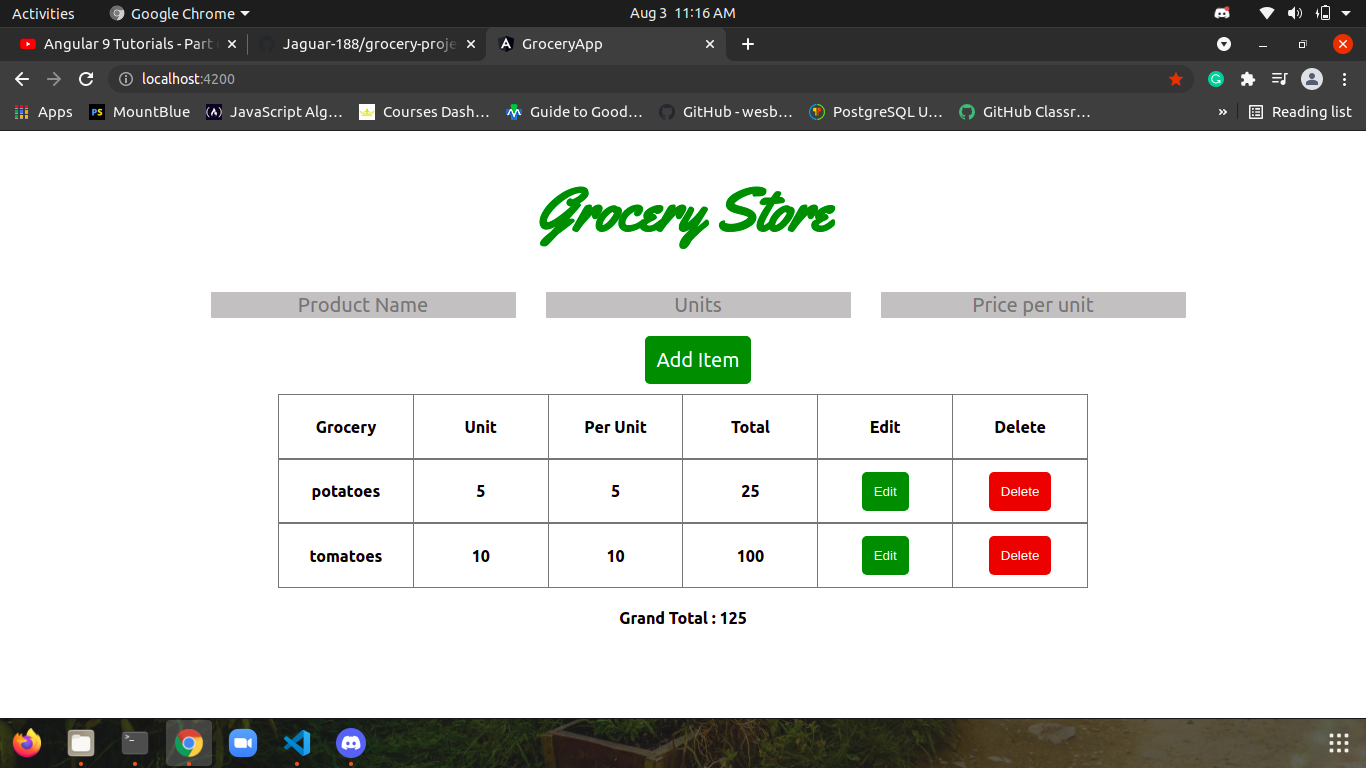 Activities Google Chrome Aug 3 11:16 AM
Angular 9 Tutorials - Part Jaguar-188/grocery-proje GroceryApp
localhost:4200
Apps PS MountBlue (A) JavaScript Alg… Courses Dash… Guide to Good… GitHub - wesb… PostgreSQL U… GitHub Classr… » Reading list
Grocery Store
Product Name Units Price per unit
Add Item
Grocery Unit Per Unit Total Edit Delete
potatoes 5 5 25 Edit Delete
tomatoes 10 10 100 Edit Delete
Grand Total : 125